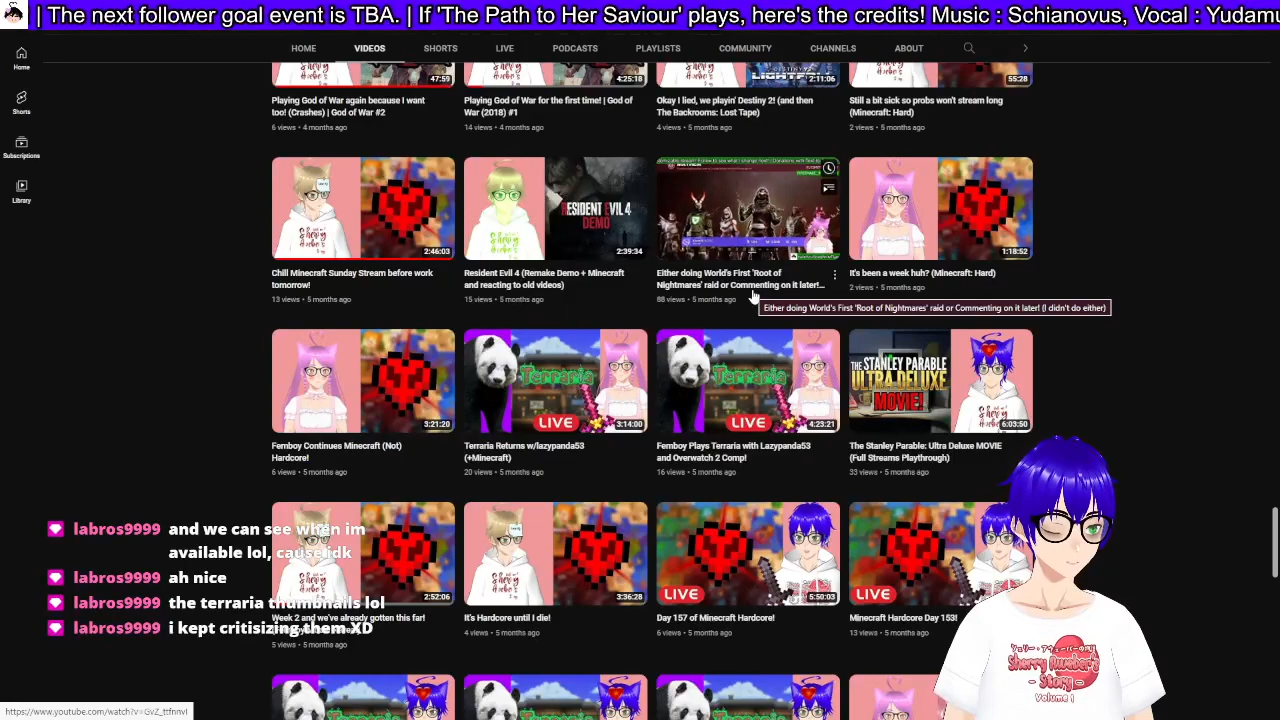 | The next follower goal event is TBA. | If 'The Path to Her Saviour' plays, here's the credits! Music : Schianovus, Vocal : Yudamu
HOME VIDEOS SHORTS LIVE PODCASTS PLAYLISTS COMMUNITY CHANNELS ABOUT
Home
Shorts
Subscriptions
Library
47:59
4:25:18
2:11:06
55:28
Playing God of War again because I want
too! (Crashes) | God of War #2
6 views • 4 months ago
Playing God of War for the first time! | God of
War (2018) #1
14 views • 4 months ago
Okay I lied, we playin' Destiny 2! (and then
The Backrooms: Lost Tape)
4 views • 5 months ago
Still a bit sick so probs won't stream long
(Minecraft: Hard)
2 views • 5 months ago
2:46:03
RESIDENT EVIL 4
DEMO
2:39:34
1:18:52
Chill Minecraft Sunday Stream before work
tomorrow!
13 views • 5 months ago
Resident Evil 4 (Remake Demo + Minecraft
and reacting to old videos)
15 views • 5 months ago
Either doing World's First 'Root of
Nightmares' raid or Commenting on it later!...
88 views • 5 months ago
It's been a week huh? (Minecraft: Hard)
2 views • 5 months ago
Either doing World's First 'Root of Nightmares' raid or Commenting on it later! (I didn't do either)
3:21:20
Terraria
LIVE
3:14:00
Terraria
LIVE
4:23:21
THE STANLEY PARABLE
ULTRA DELUXE
MOVIE!
6:03:50
Femboy Continues Minecraft (Not)
Hardcore!
6 views • 5 months ago
Terraria Returns w/lazypanda53
(+Minecraft)
20 views • 5 months ago
Femboy Plays Terraria with Lazypanda53
and Overwatch 2 Comp!
16 views • 5 months ago
The Stanley Parable: Ultra Deluxe MOVIE
(Full Streams Playthrough)
33 views • 5 months ago
labros9999 and we can see when im
available lol, cause idk
labros9999 ah nice
labros9999 the terraria thumbnails lol
labros9999 i kept critisizing them XD
2:52:06
3:36:28
LIVE
5:50:03
LIVE
Week 2 and we've already gotten this far!
5 views • 5 months ago
It's Hardcore until I die!
4 views • 5 months ago
Day 157 of Minecraft Hardcore!
6 views • 5 months ago
Minecraft Hardcore Day 153!
13 views • 5 months ago
Sherry Aweber's
Story
Volume 1